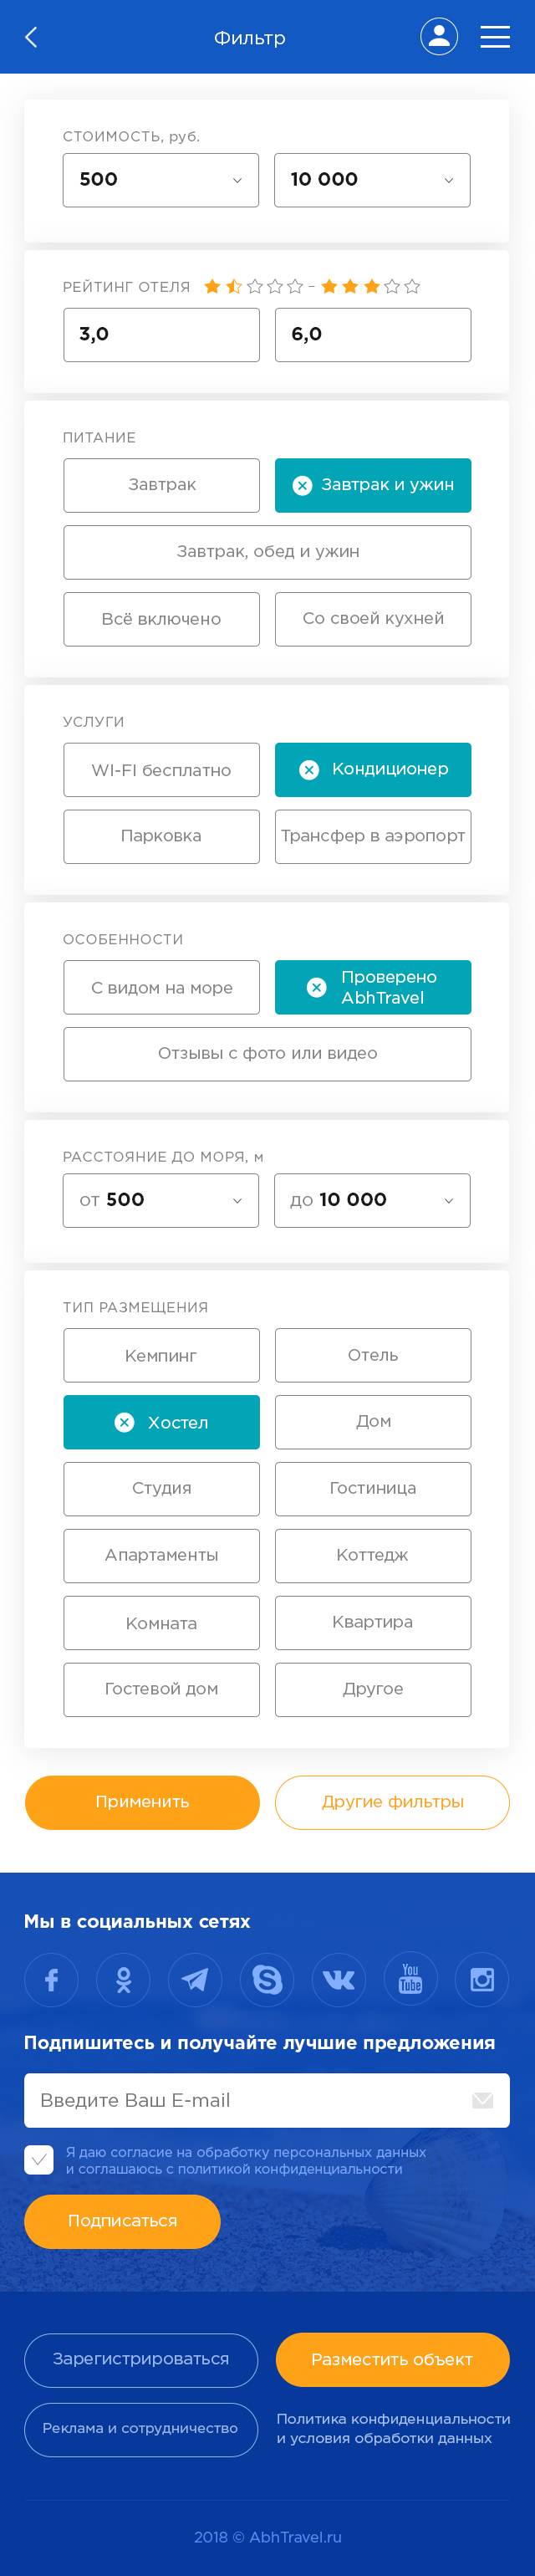 Фильтр
СТОИМОСТЬ, руб.
500 10 000
РЕЙТИНГ ОТЕЛЯ –
3,0 6,0
ПИТАНИЕ
Завтрак Завтрак и ужин
Завтрак, обед и ужин
Всё включено Со своей кухней
УСЛУГИ
WI-FI бесплатно Кондиционер
Парковка Трансфер в аэропорт
ОСОБЕННОСТИ
С видом на море Проверено
AbhTravel
Отзывы с фото или видео
РАССТОЯНИЕ ДО МОРЯ, м
от 500 до 10 000
ТИП РАЗМЕЩЕНИЯ
Кемпинг Отель
Хостел Дом
Студия Гостиница
Апартаменты Коттедж
Комната Квартира
Гостевой дом Другое
Применить Другие фильтры
Мы в социальных сетях
You Tube
Подпишитесь и получайте лучшие предложения
Введите Ваш E-mail
Я даю согласие на обработку персональных данных
и соглашаюсь с политикой конфиденциальности
Подписаться
Зарегистрироваться Разместить объект
Реклама и сотрудничество Политика конфиденциальности
и условия обработки данных
2018 © AbhTravel.ru